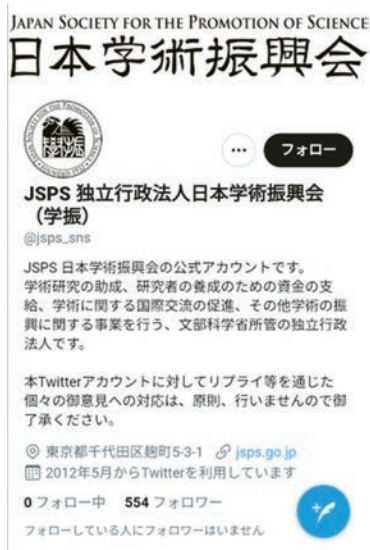 JAPAN SOCIETY FOR THE PROMOTION OF SCIENCE
日本学術振興会
フォロー
JSPS 独立行政法人日本学術振興会
（学振）
@jsps_sns
JSPS 日本学術振興会の公式アカウントです。
学術研究の助成、研究者の養成のための資金の支
給、学術に関する国際交流の促進、その他学術の振
興に関する事業を行う、文部科学省所管の独立行政
法人です。
本Twitterアカウントに対してリプライ等を通じた
個々の御意見への対応は、原則、行いませんので御
了承ください。
東京都千代田区麹町5-3-1 jsps.go.jp
2012年5月からTwitterを利用しています
0 フォロー中 554 フォロワー
フォローしている人にフォロワーはいません